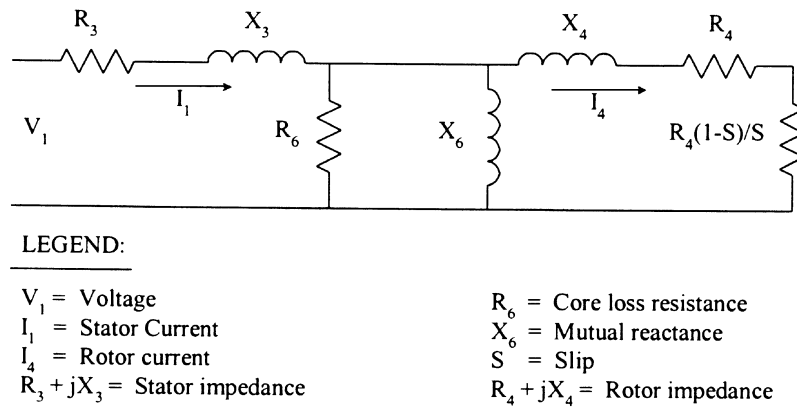 R₃ X₃ X₄ R₄
I₁ I₄
V₁ R₆ X₆ R₄(1-S)/S
LEGEND:
V₁ = Voltage
I₁ = Stator Current
I₄ = Rotor current
R₃ + jX₃ = Stator impedance
R₆ = Core loss resistance
X₆ = Mutual reactance
S = Slip
R₄ + jX₄ = Rotor impedance